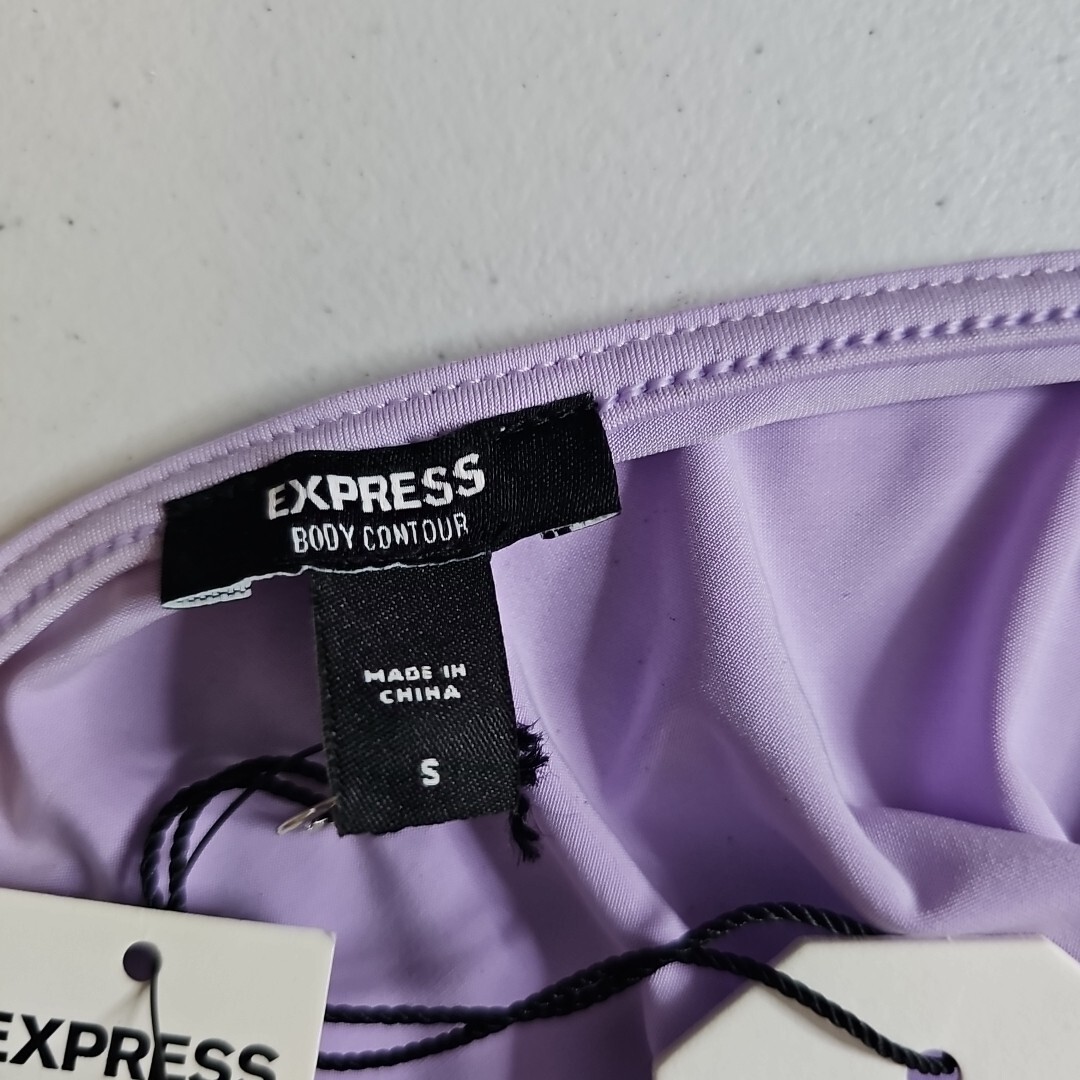 EXPRESS
BODY CONTOUR
MADE IN
CHINA
S
EXPRESS